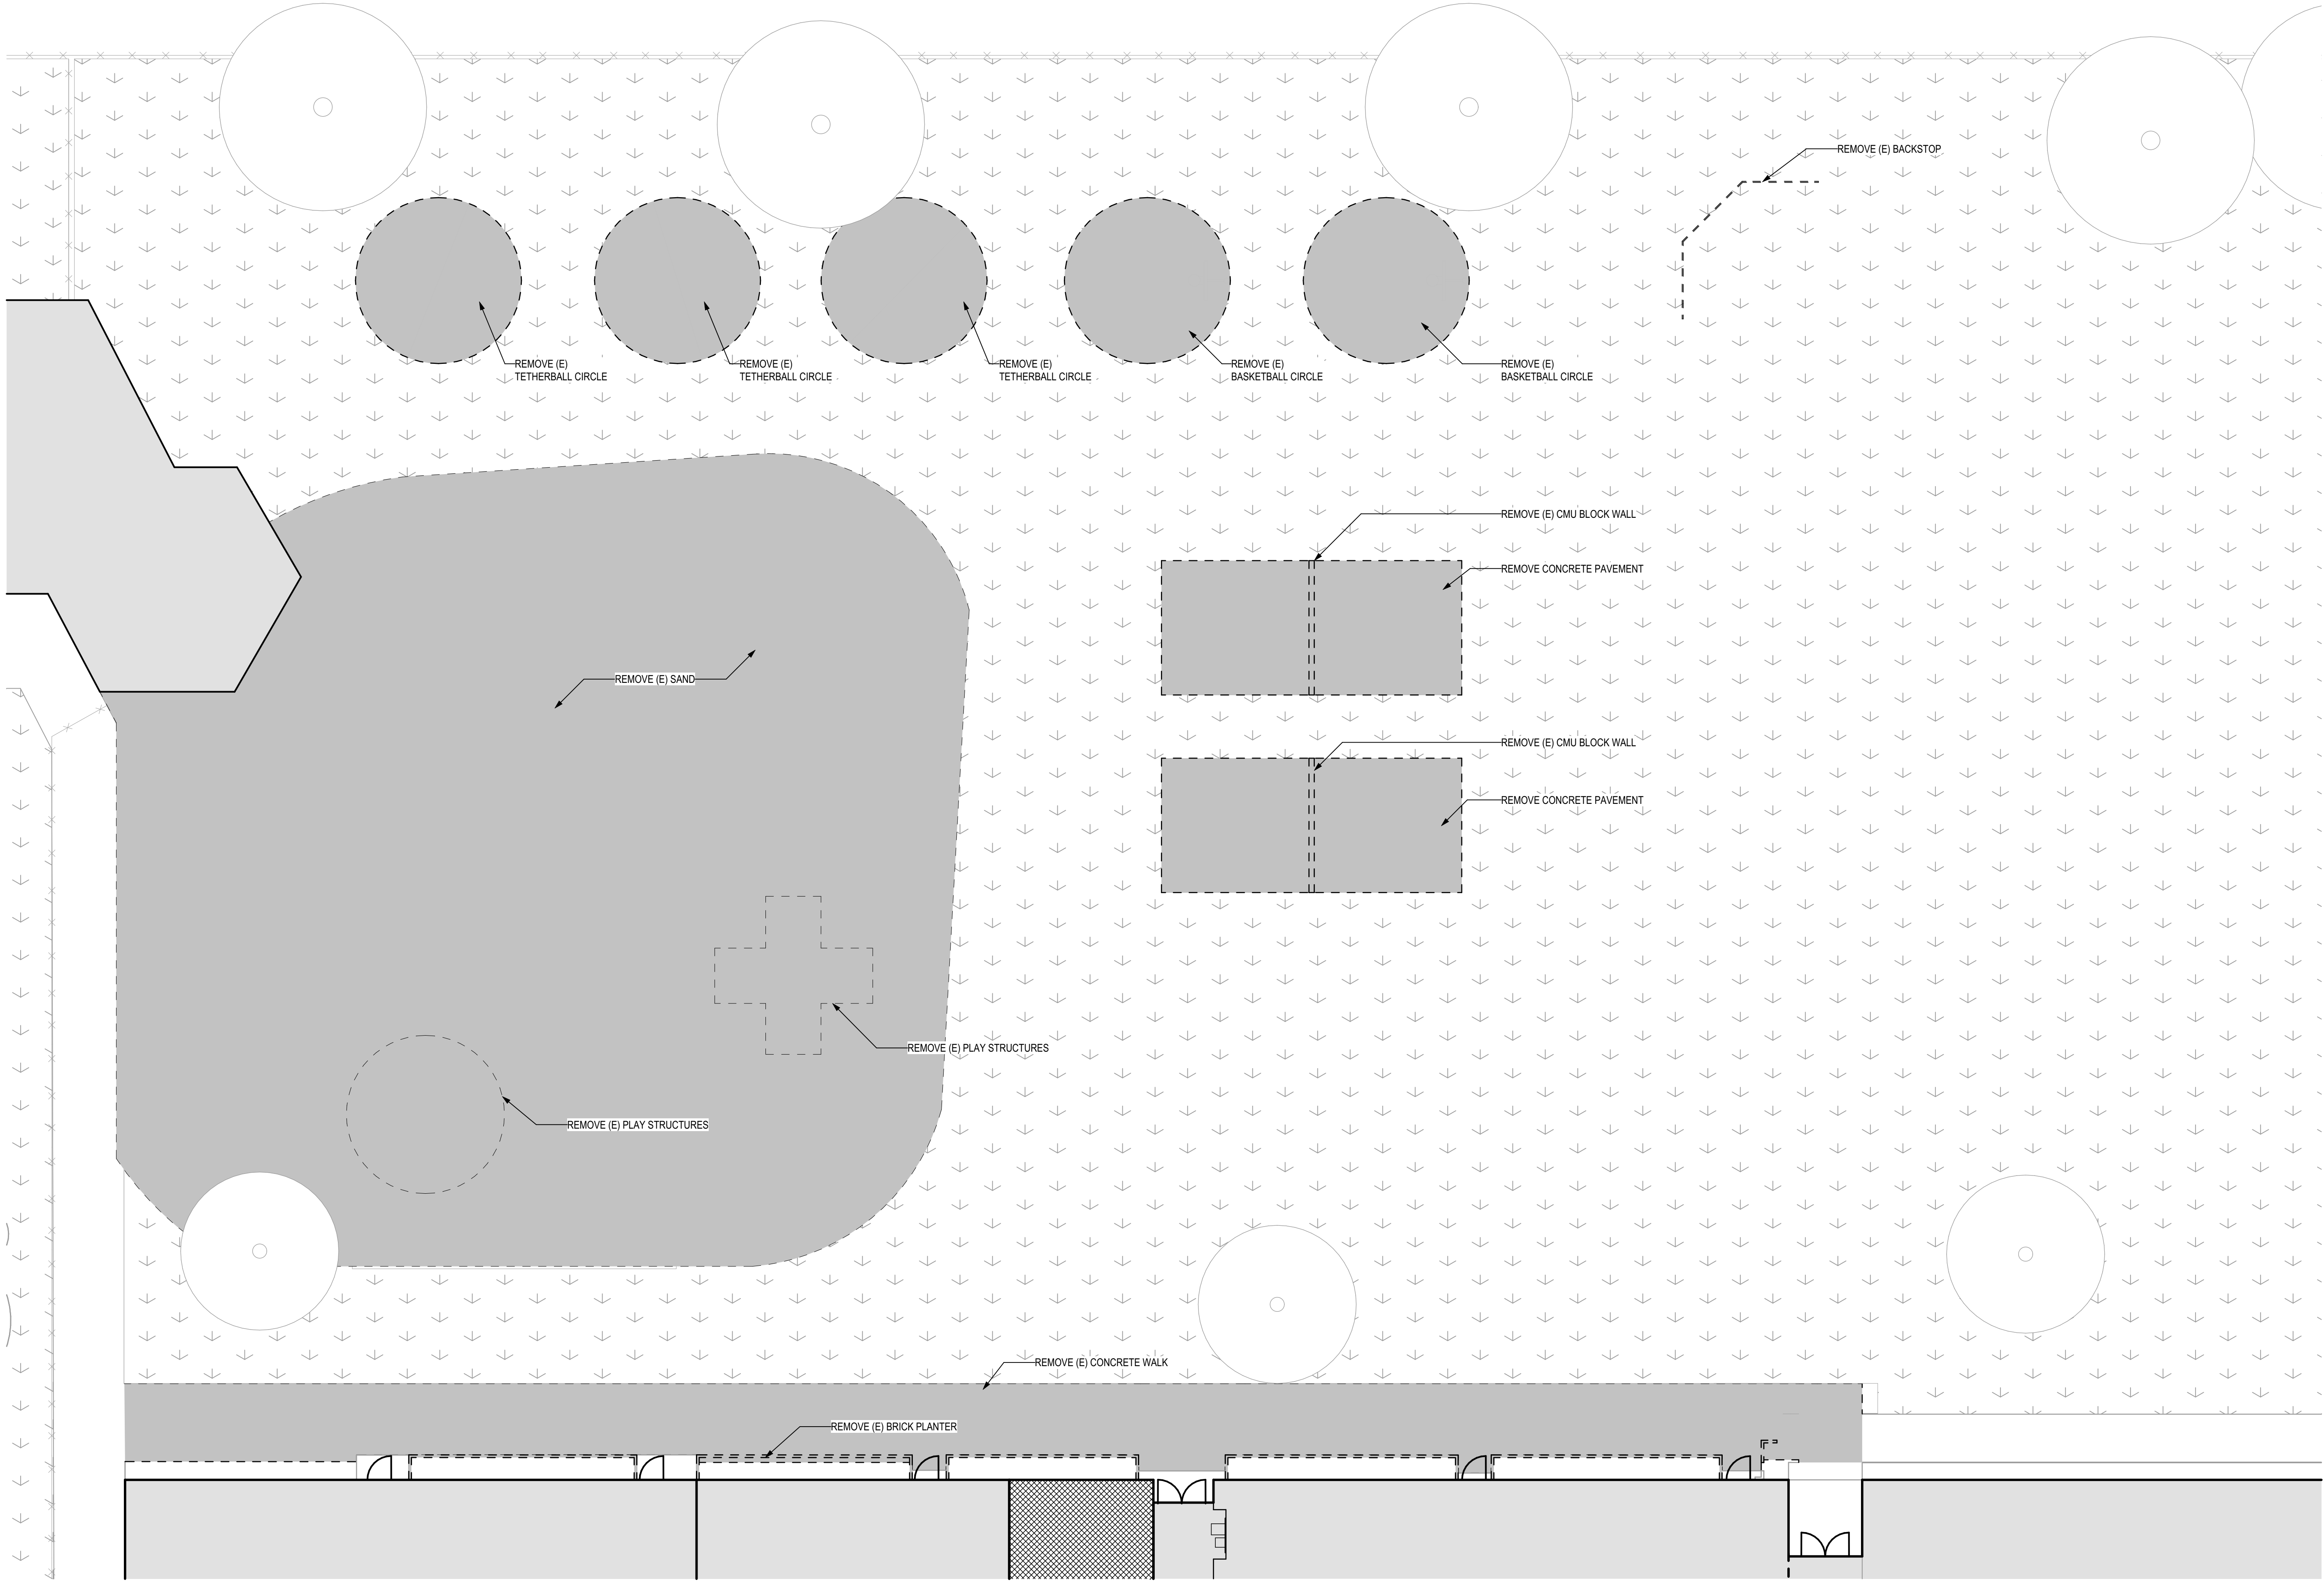 REMOVE (E) BACKSTOP
REMOVE (E)
TETHERBALL CIRCLE
REMOVE (E)
TETHERBALL CIRCLE
REMOVE (E)
TETHERBALL CIRCLE
REMOVE (E)
BASKETBALL CIRCLE
REMOVE (E)
BASKETBALL CIRCLE
REMOVE (E) CMU BLOCK WALL
REMOVE CONCRETE PAVEMENT
REMOVE (E) SAND
REMOVE (E) CMU BLOCK WALL
REMOVE CONCRETE PAVEMENT
REMOVE (E) PLAY STRUCTURES
REMOVE (E) PLAY STRUCTURES
REMOVE (E) CONCRETE WALK
REMOVE (E) BRICK PLANTER